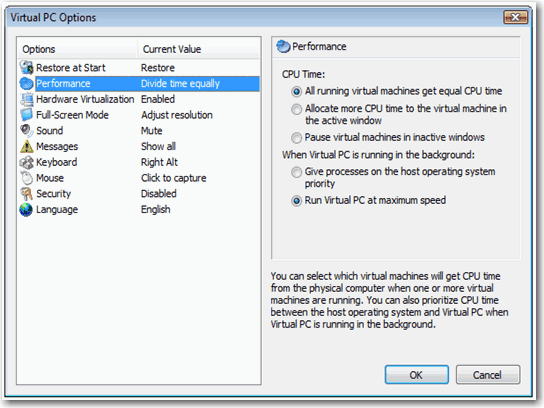 Virtual PC Options
Options Current Value
Restore at Start Restore
Performance Divide time equally
Hardware Virtualization Enabled
Full-Screen Mode Adjust resolution
Sound Mute
Messages Show all
Keyboard Right Alt
Mouse Click to capture
Security Disabled
Language English
Performance
CPU Time:
All running virtual machines get equal CPU time
Allocate more CPU time to the virtual machine in
the active window
Pause virtual machines in inactive windows
When Virtual PC is running in the background:
Give processes on the host operating system
priority
Run Virtual PC at maximum speed
You can select which virtual machines will get CPU time
from the physical computer when one or more virtual
machines are running. You can also prioritize CPU time
between the host operating system and Virtual PC when
Virtual PC is running in the background.
OK Cancel